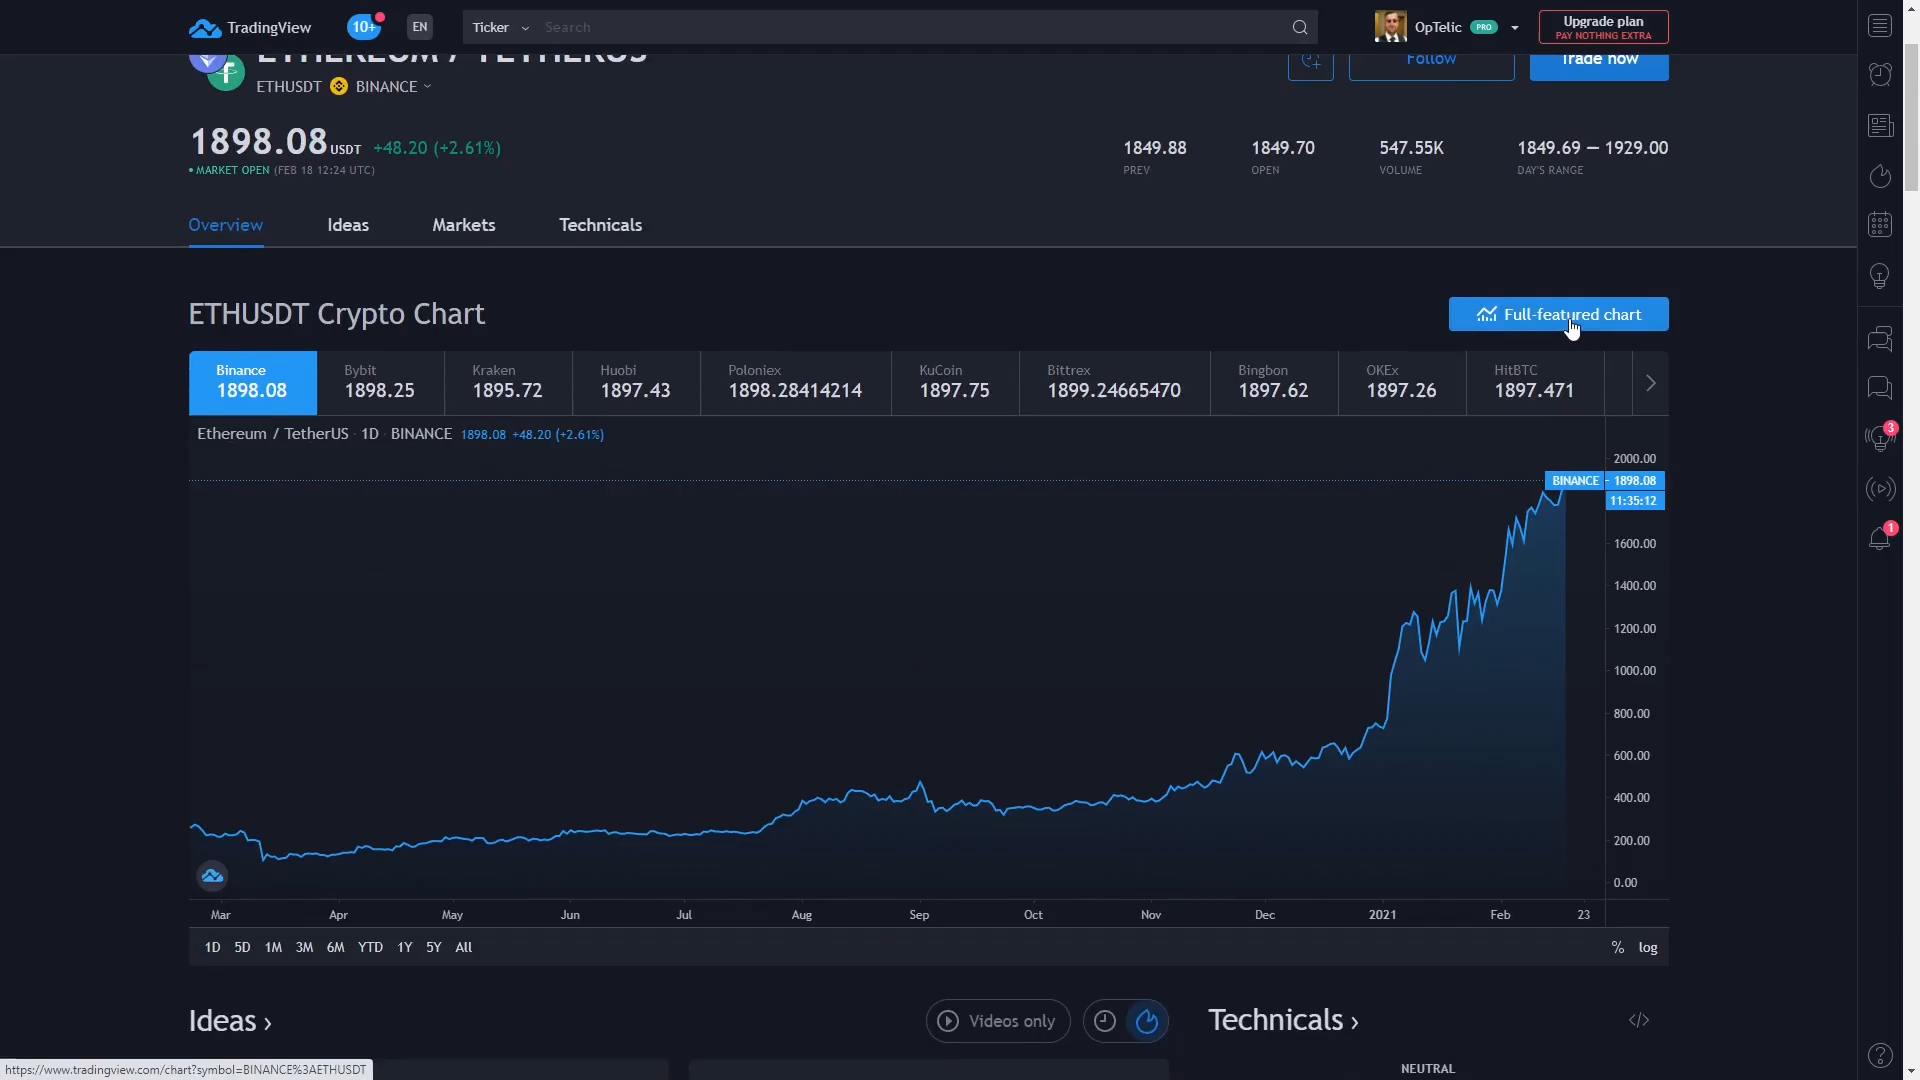 TradingView
10+
EN
Ticker
Search
OpTelic
PRO
Upgrade plan
PAY NOTHING EXTRA
ETHEREUM / TETHERUS
ETHUSDT
BINANCE
Follow
Trade now
1898.08 USDT +48.20 (+2.61%)
• MARKET OPEN (FEB 18 12:24 UTC)
1849.88
PREV
1849.70
OPEN
547.55K
VOLUME
1849.69 — 1929.00
DAY'S RANGE
Overview
Ideas
Markets
Technicals
ETHUSDT Crypto Chart
Full-featured chart
Binance
1898.08
Bybit
1898.25
Kraken
1895.72
Huobi
1897.43
Poloniex
1898.28414214
KuCoin
1897.75
Bittrex
1899.24665470
Bingbon
1897.62
OKEx
1897.26
HitBTC
1897.471
Ethereum / TetherUS · 1D · BINANCE 1898.08 +48.20 (+2.61%)
2000.00
BINANCE
1898.08
11:35:12
1600.00
1400.00
1200.00
1000.00
800.00
600.00
400.00
200.00
0.00
Mar
Apr
May
Jun
Jul
Aug
Sep
Oct
Nov
Dec
2021
Feb
23
1D
5D
1M
3M
6M
YTD
1Y
5Y
All
%
log
3
1
Ideas ›
Videos only
Technicals ›
</>
NEUTRAL
https://www.tradingview.com/chart?symbol=BINANCE%3AETHUSDT